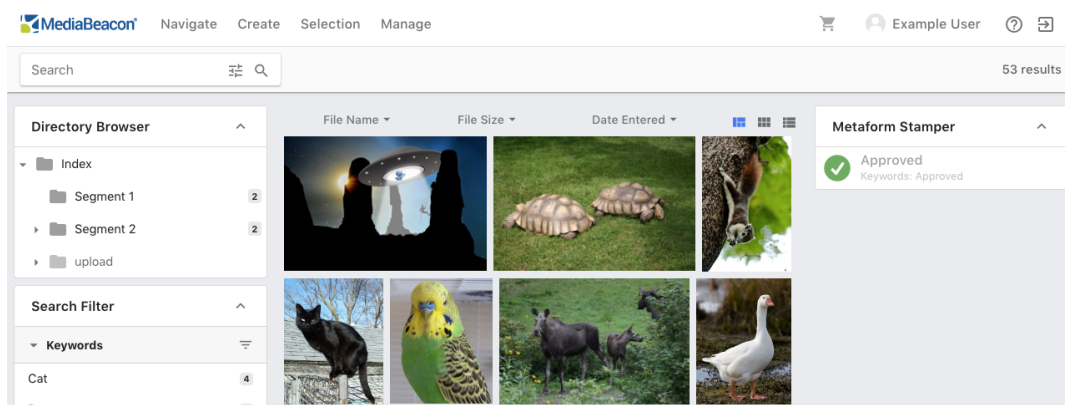 MediaBeacon® Navigate Create Selection Manage Example User
Search 53 results
Directory Browser
Index
Segment 1 2
Segment 2 2
upload
Search Filter
Keywords
Cat 4
File Name File Size Date Entered
Metaform Stamper
Approved
Keywords: Approved